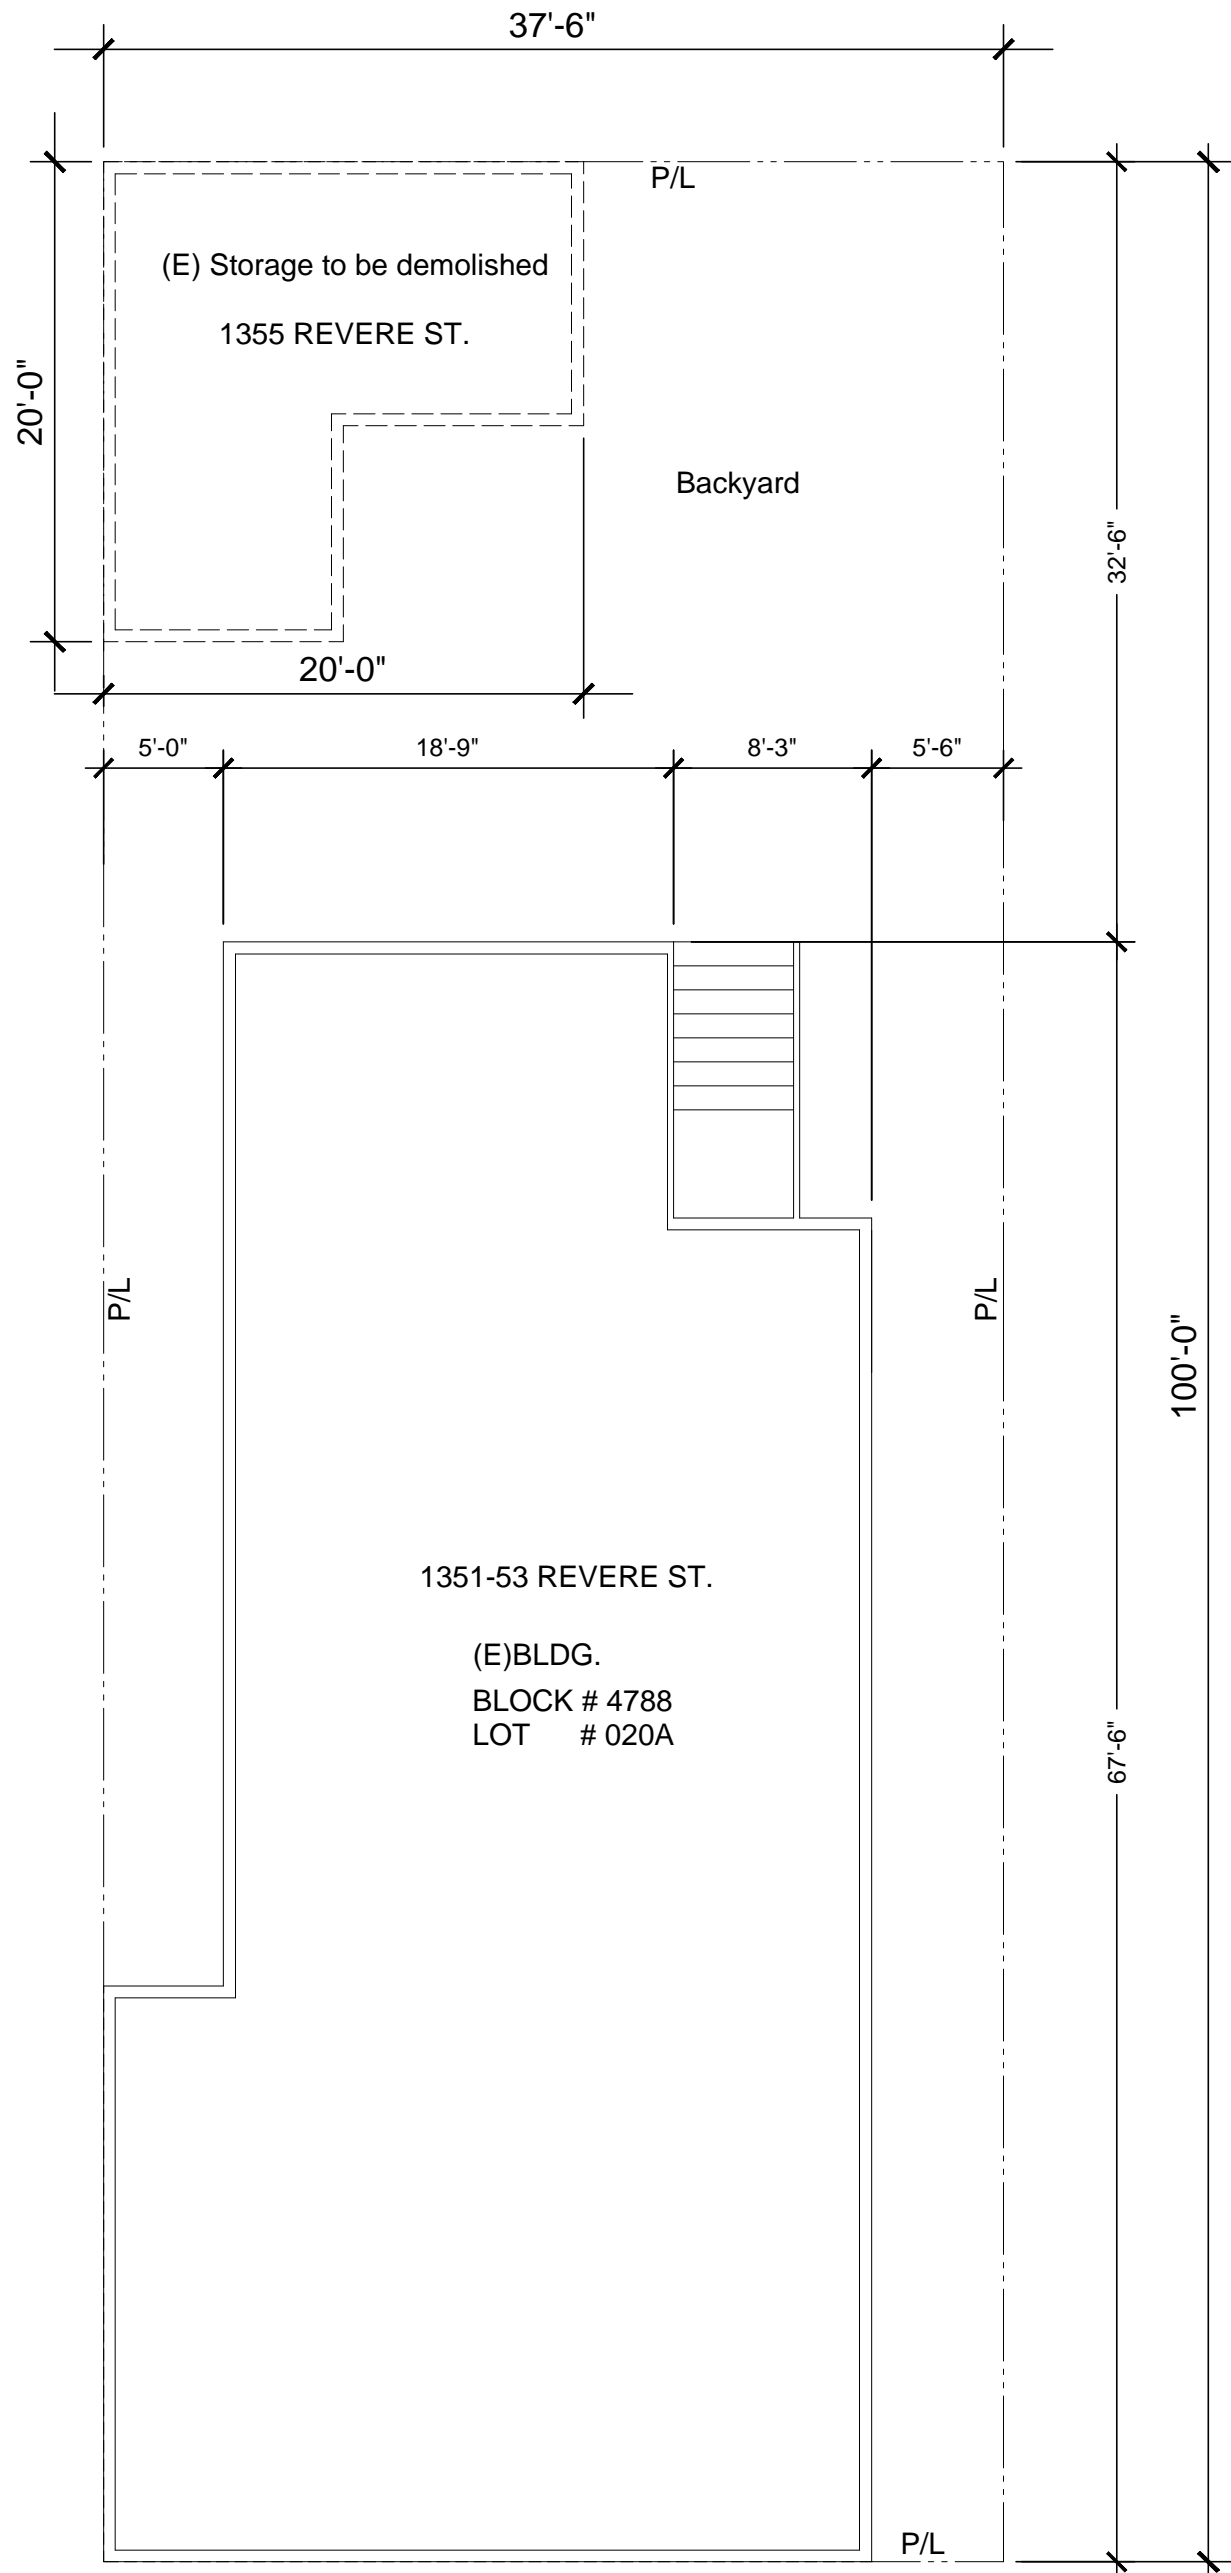 37'-6"
P/L
(E) Storage to be demolished
1355 REVERE ST.
20'-0"
Backyard
32'-6"
20'-0"
5'-0"
18'-9"
8'-3"
5'-6"
P/L
P/L
100'-0"
1351-53 REVERE ST.
(E)BLDG.
BLOCK # 4788
LOT # 020A
67'-6"
P/L